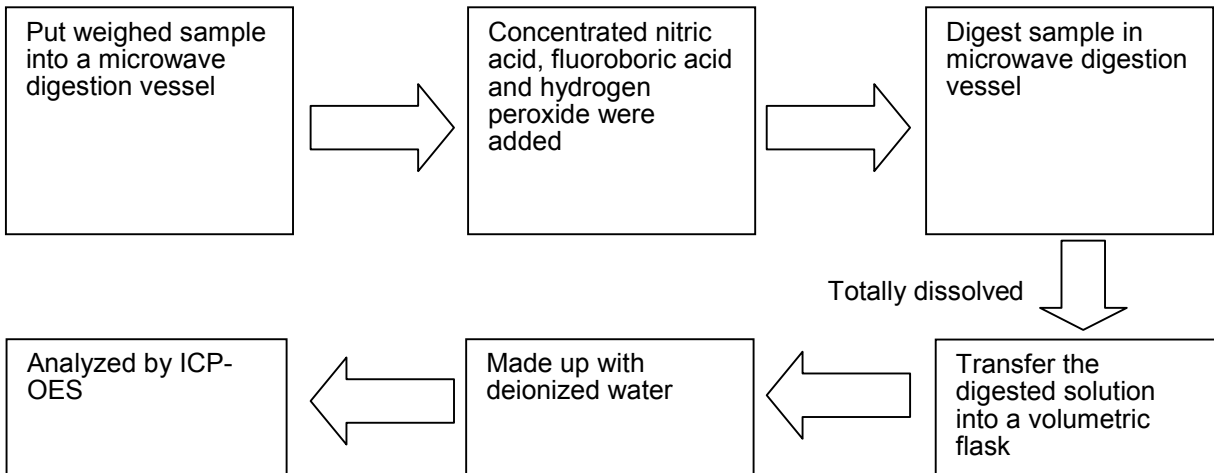 Put weighed sample
into a microwave
digestion vessel
Concentrated nitric
acid, fluoroboric acid
and hydrogen
peroxide were
added
Digest sample in
microwave digestion
vessel
Totally dissolved
Transfer the
digested solution
into a volumetric
flask
Made up with
deionized water
Analyzed by ICP-
OES